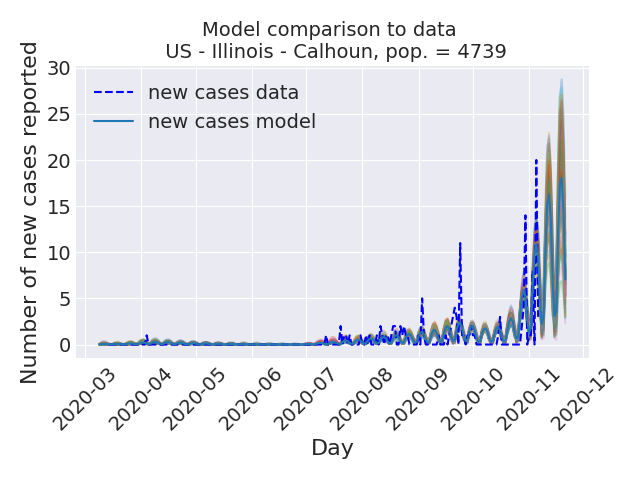 Model comparison to data
US - Illinois - Calhoun, pop. = 4739
Number of new cases reported
30
25
20
15
10
5
0
new cases data
new cases model
2020-03
2020-04
2020-05
2020-06
2020-07
2020-08
2020-09
2020-10
2020-11
2020-12
Day